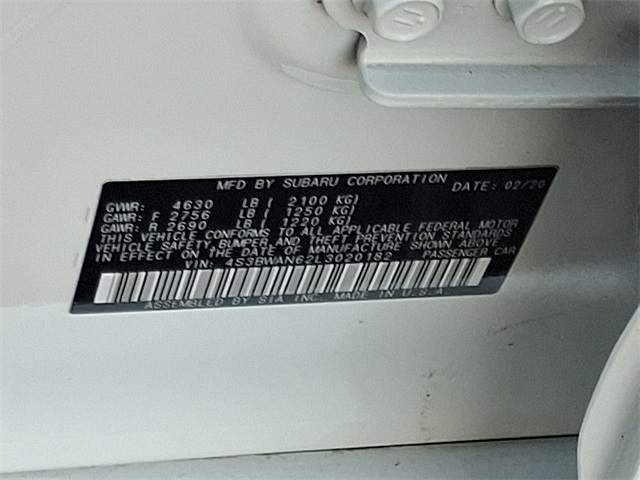 MFD BY SUBARU CORPORATION DATE: 02/20
GVWR: 4630 LB ( 2100 KG)
GAWR: F 2756 LB ( 1250 KG)
GAWR: R 2690 LB ( 1220 KG)
THIS VEHICLE CONFORMS TO ALL APPLICABLE FEDERAL MOTOR
VEHICLE SAFETY, BUMPER, AND THEFT PREVENTION STANDARDS
IN EFFECT ON THE DATE OF MANUFACTURE SHOWN ABOVE.
VIN: 4S3BWAN62L3020182 PASSENGER CAR
ASSEMBLED BY SIA INC. MADE IN U.S.A